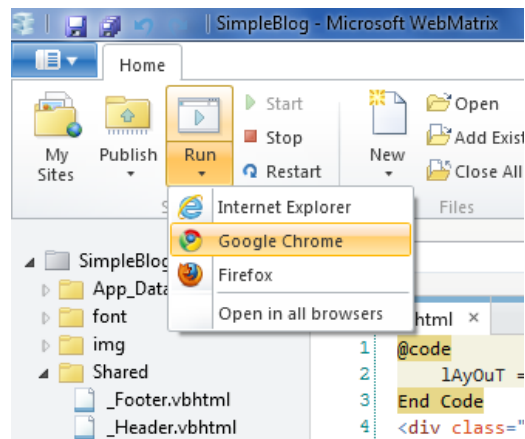 SimpleBlog - Microsoft WebMatrix
Home
My Sites
Publish
Run
Start
Stop
Restart
New
Open
Add Exist
Close All
Files
Internet Explorer
Google Chrome
Firefox
Open in all browsers
SimpleBlog
App_Data
font
img
Shared
_Footer.vbhtml
_Header.vbhtml
html ×
1 @code
2 lAyOuT =
3 End Code
4 <div class="